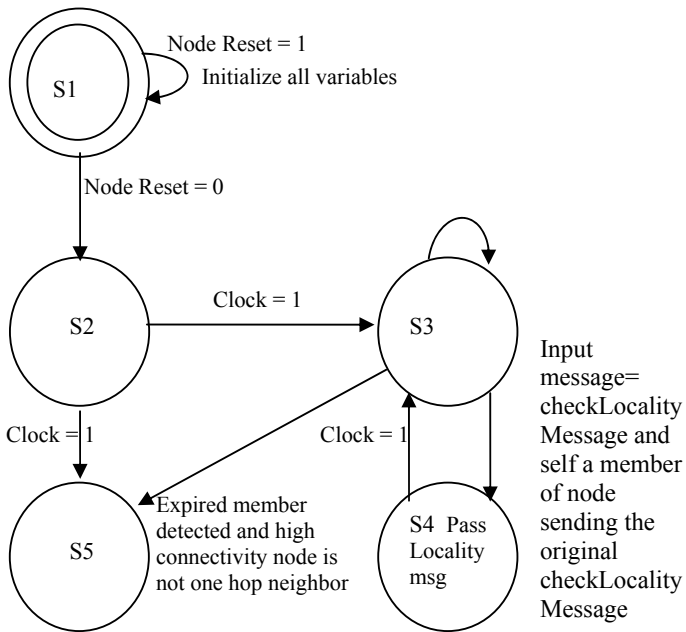 Node Reset = 1
Initialize all variables
S1
Node Reset = 0
S2
Clock = 1
S3
Input
message=
checkLocality
Message and
self a member
of node
sending the
original
checkLocality
Message
Clock = 1
Clock = 1
Expired member
detected and high
connectivity node is
not one hop neighbor
S5
S4 Pass
Locality
msg